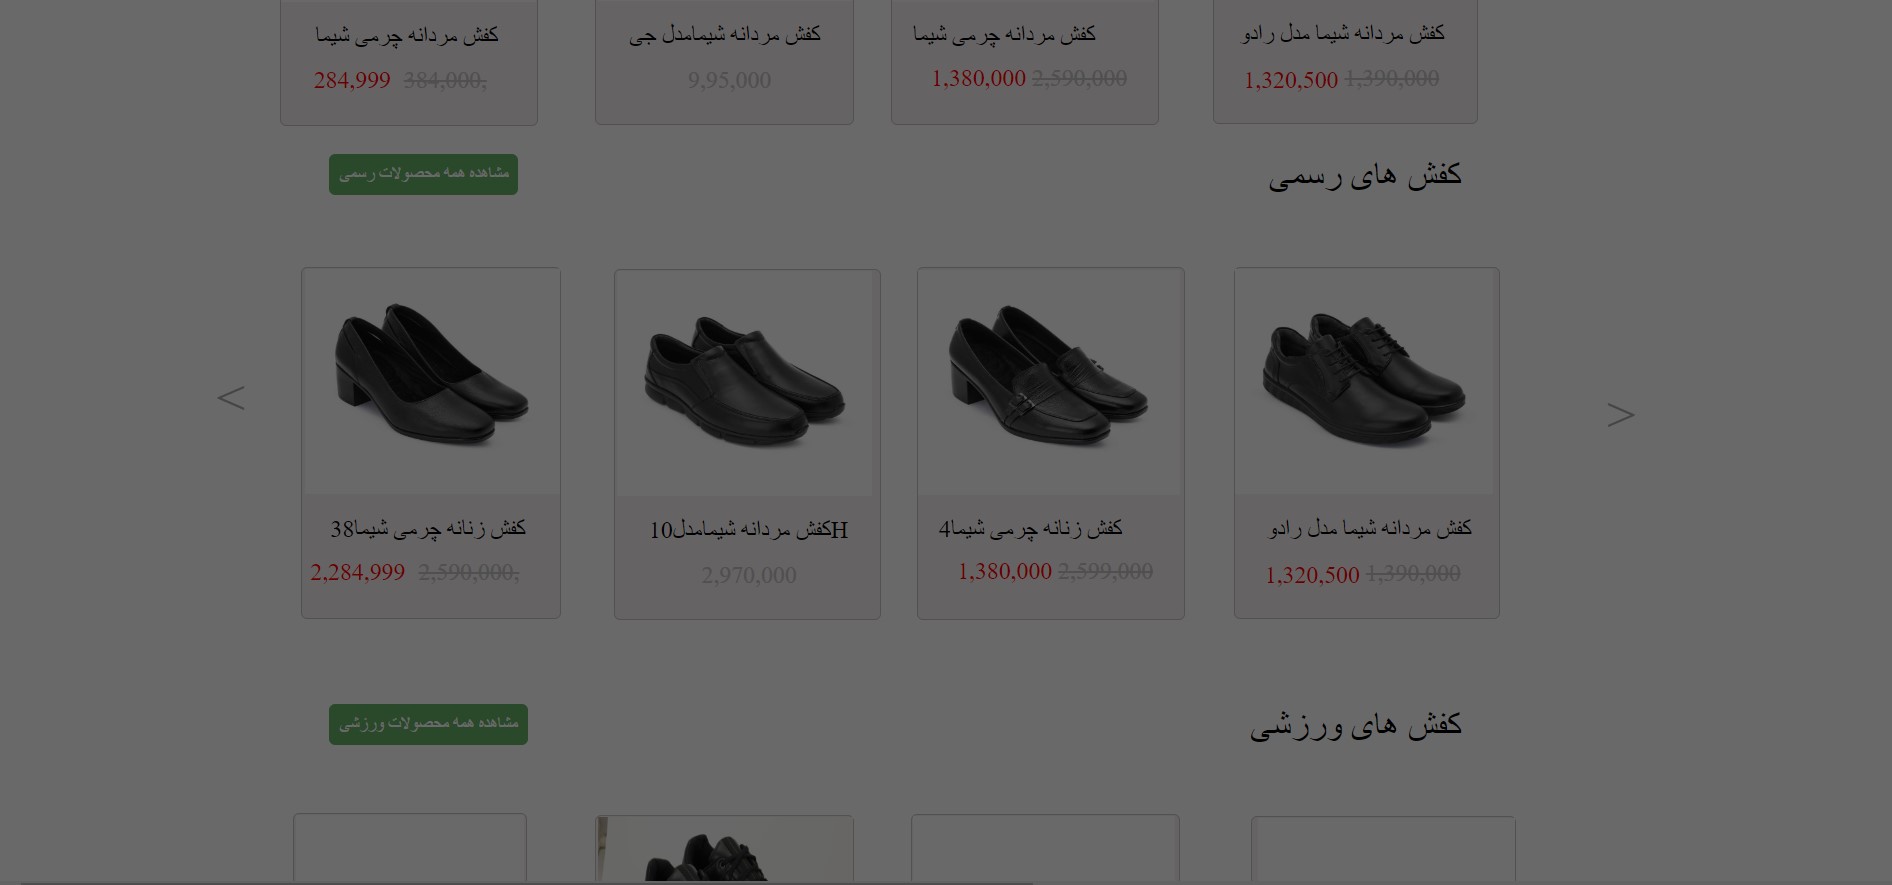 کفش مردانه شیما مدل رادو
1,390,000 1,320,500
کفش مردانه چرمی شیما
2,590,000 1,380,000
کفش مردانه شیمامدل جی
9,95,000
کفش مردانه چرمی شیما
384,000, 284,999
کفش های رسمی
مشاهده همه محصولات رسمی
<
>
کفش مردانه شیما مدل رادو
1,390,000 1,320,500
کفش زنانه چرمی شیما4
2,599,000 1,380,000
Hکفش مردانه شیمامدل10
2,970,000
کفش زنانه چرمی شیما38
2,590,000, 2,284,999
کفش های ورزشی
مشاهده همه محصولات ورزشی